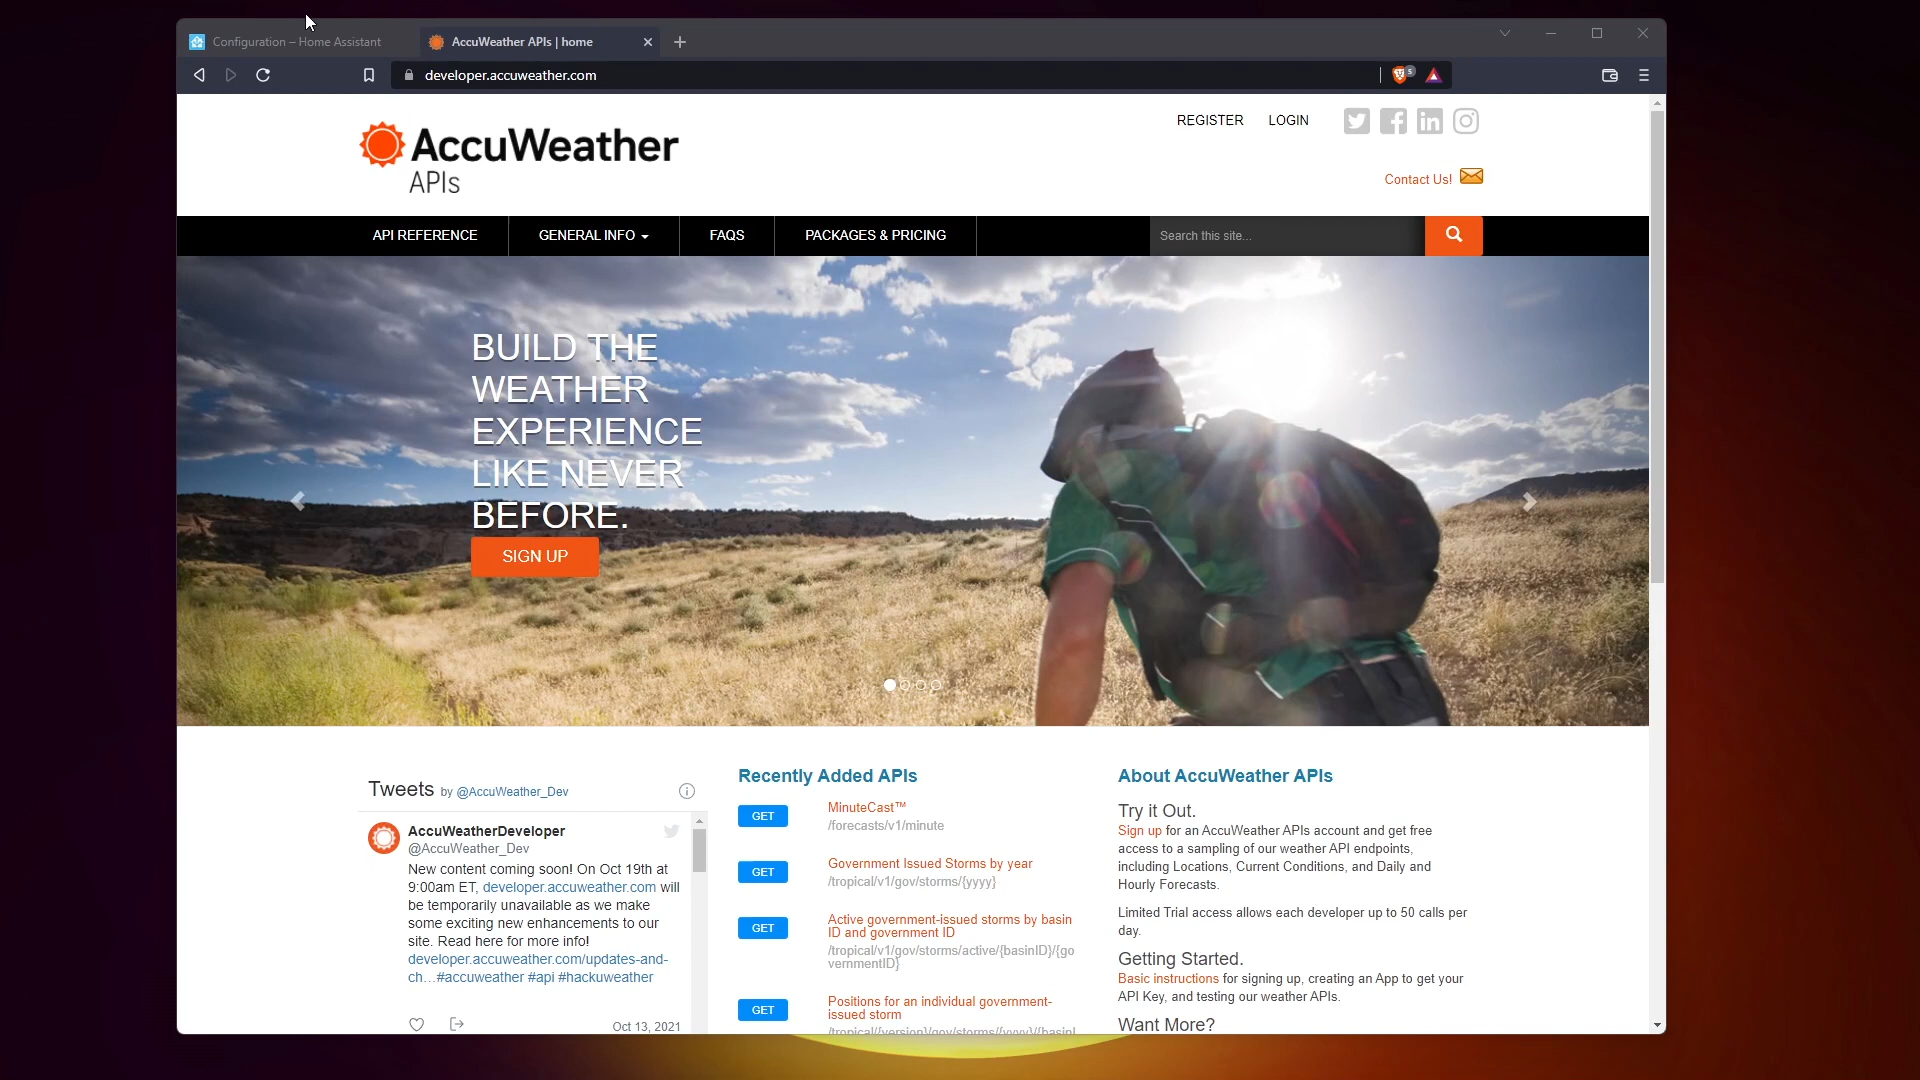 Configuration – Home Assistant
AccuWeather APIs | home
developer.accuweather.com
5
AccuWeather
APIs
REGISTER
LOGIN
Contact Us!
API REFERENCE
GENERAL INFO
FAQS
PACKAGES & PRICING
Search this site...
BUILD THE
WEATHER
EXPERIENCE
LIKE NEVER
BEFORE.
SIGN UP
Tweets by @AccuWeather_Dev
AccuWeatherDeveloper
@AccuWeather_Dev
New content coming soon! On Oct 19th at
9:00am ET, developer.accuweather.com will
be temporarily unavailable as we make
some exciting new enhancements to our
site. Read here for more info!
developer.accuweather.com/updates-and-
ch…#accuweather #api #hackuweather
Oct 13, 2021
Recently Added APIs
GET
MinuteCast™
/forecasts/v1/minute
GET
Government Issued Storms by year
/tropical/v1/gov/storms/{yyyy}
GET
Active government-issued storms by basin
ID and government ID
/tropical/v1/gov/storms/active/{basinID}/{go
vernmentID}
GET
Positions for an individual government-
issued storm
/tropical/{version}/gov/storms/{yyyy}/{basinI
About AccuWeather APIs
Try it Out.
Sign up for an AccuWeather APIs account and get free
access to a sampling of our weather API endpoints,
including Locations, Current Conditions, and Daily and
Hourly Forecasts.
Limited Trial access allows each developer up to 50 calls per
day.
Getting Started.
Basic instructions for signing up, creating an App to get your
API Key, and testing our weather APIs.
Want More?